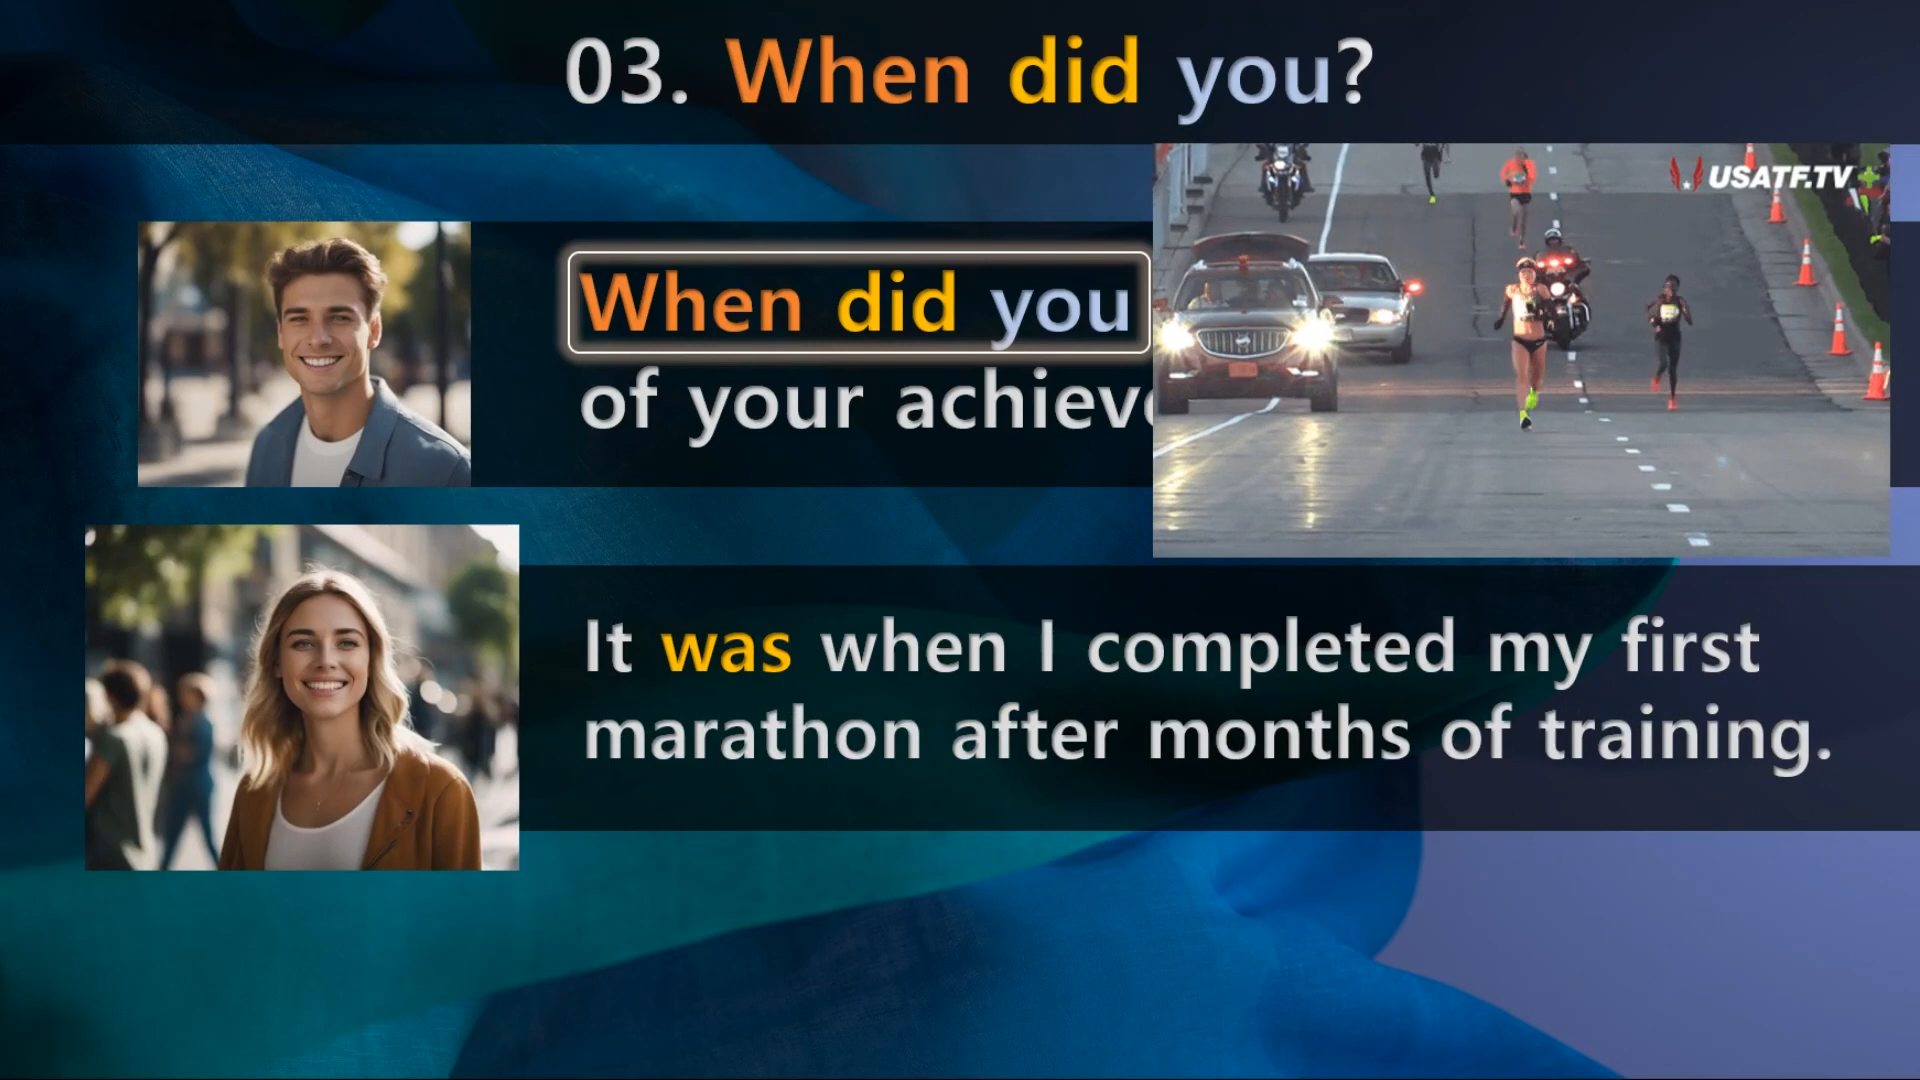 03. When did you?
USATF.TV +
When did you
of your
It was when I completed my first
marathon after months of training.